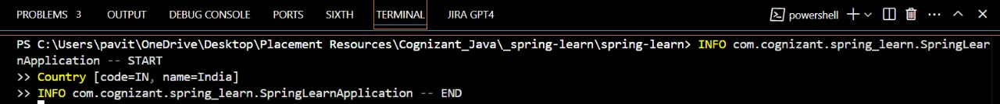 PROBLEMS 3 OUTPUT DEBUG CONSOLE PORTS SIXTH TERMINAL JIRA GPT4 powershell
PS C:\Users\pavit\OneDrive\Desktop\Placement Resources\Cognizant_Java\_spring-learn\spring-learn> INFO com.cognizant.spring_learn.SpringLear
nApplication -- START
>> Country [code=IN, name=India]
>> INFO com.cognizant.spring_learn.SpringLearnApplication -- END